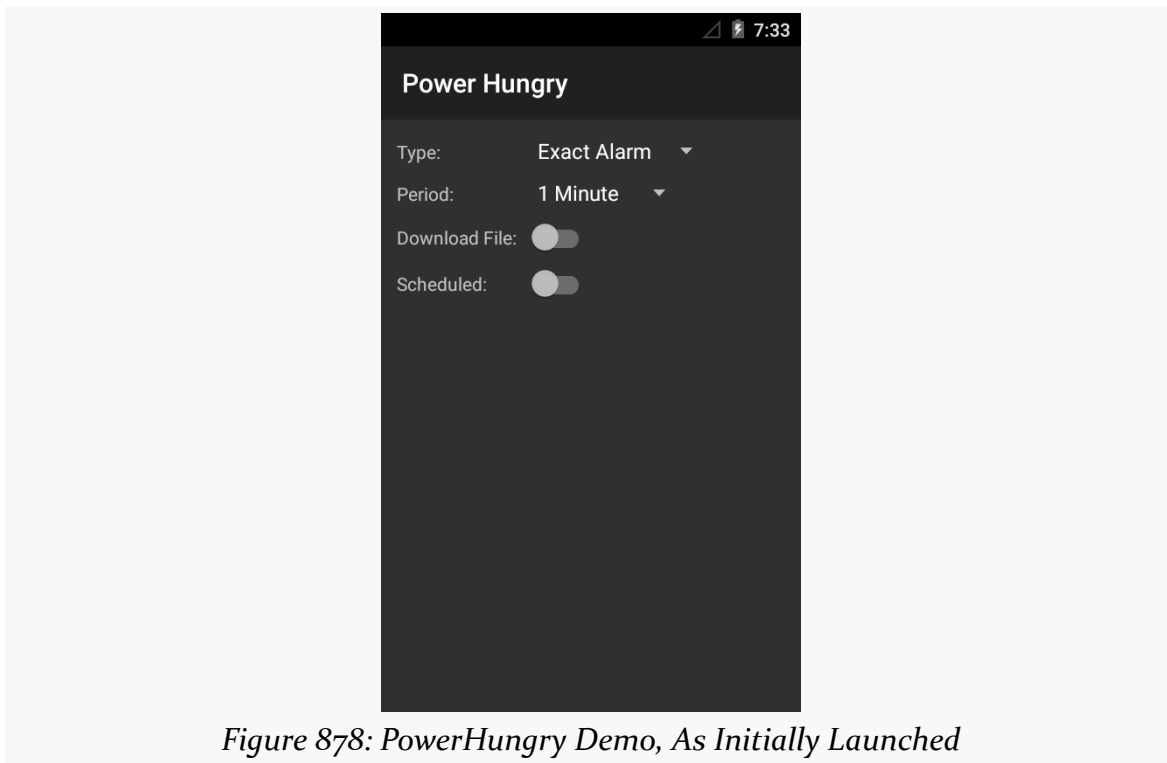 7:33
Power Hungry
Type: Exact Alarm
Period: 1 Minute
Download File:
Scheduled:
Figure 878: PowerHungry Demo, As Initially Launched